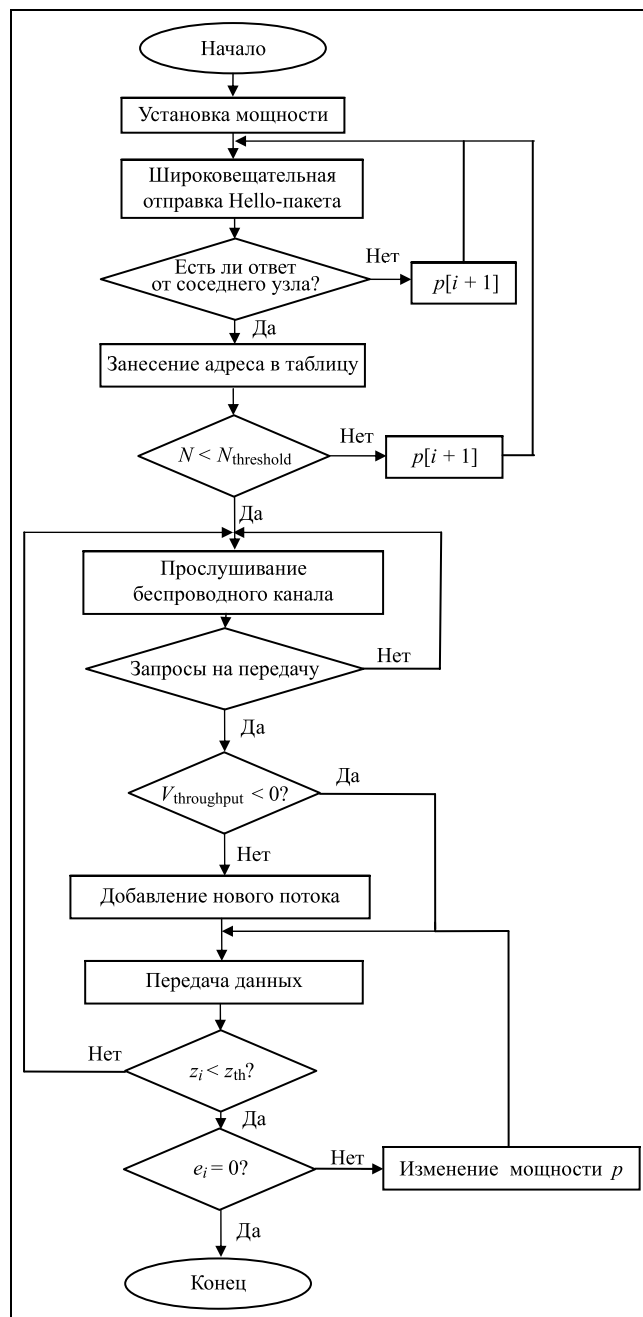 Начало
Установка мощности
Широковещательная
отправка Hello-пакета
Есть ли ответ
от соседнего узла?
Нет
p[i + 1]
Да
Занесение адреса в таблицу
N < Nthreshold
Нет
p[i + 1]
Да
Прослушивание
беспроводного канала
Запросы на передачу
Нет
Да
Vthroughput < 0?
Да
Нет
Добавление нового потока
Передача данных
Нет
zi < zth?
Да
ei = 0?
Нет
Изменение мощности p
Да
Конец